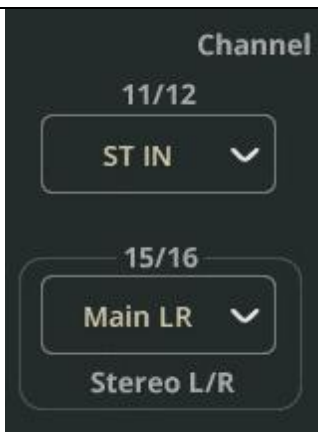 Channel
11/12
ST IN
15/16
Main LR
Stereo L/R